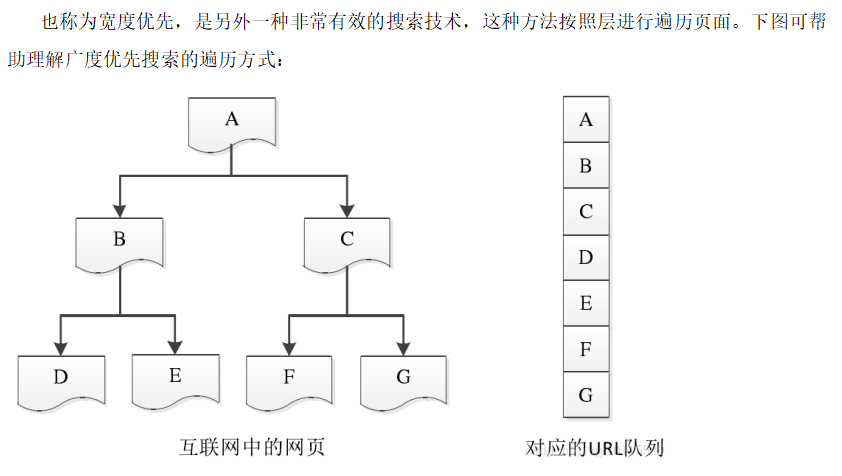 也称为宽度优先，是另外一种非常有效的搜索技术，这种方法按照层进行遍历页面。下图可帮
助理解广度优先搜索的遍历方式：
A
B
C
D
E
F
G
互联网中的网页
A
B
C
D
E
F
G
对应的URL队列